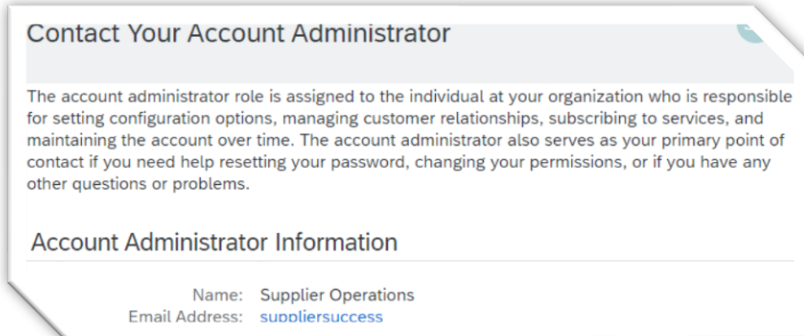 Contact Your Account Administrator
The account administrator role is assigned to the individual at your organization who is responsible
for setting configuration options, managing customer relationships, subscribing to services, and
maintaining the account over time. The account administrator also serves as your primary point of
contact if you need help resetting your password, changing your permissions, or if you have any
other questions or problems.
Account Administrator Information
Name: Supplier Operations
Email Address: suppliersuccess